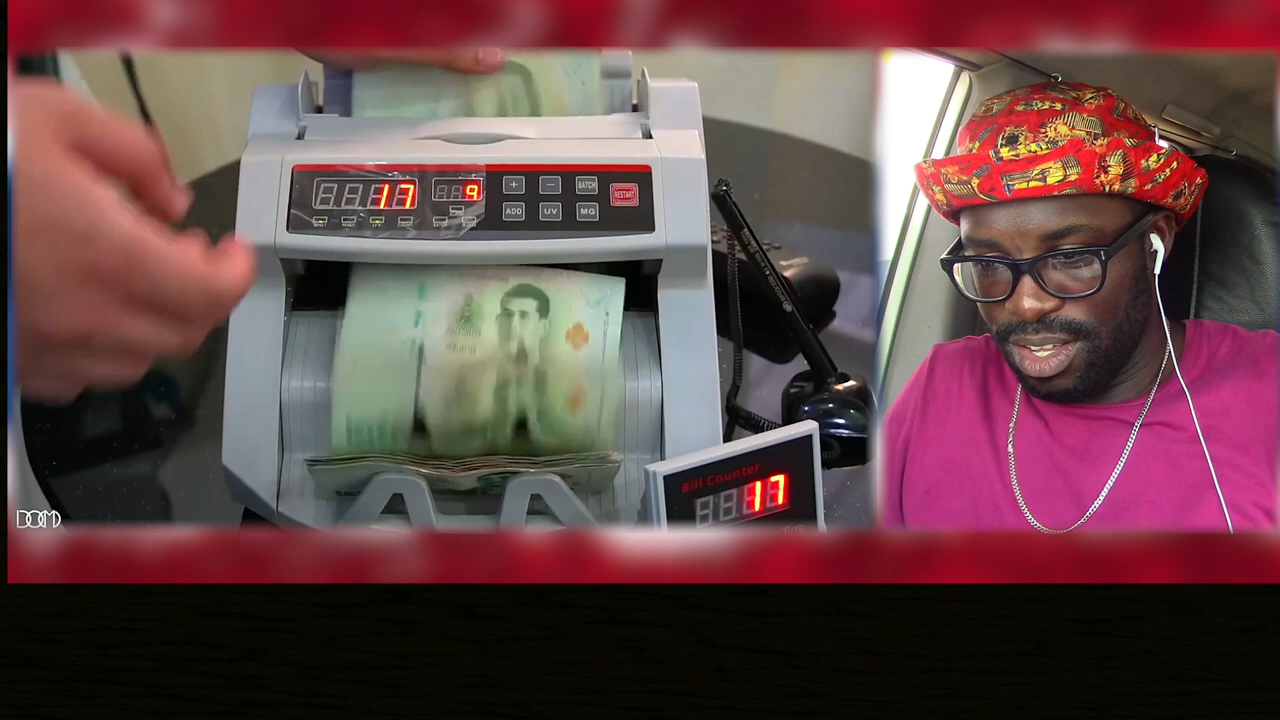 17 9
+ − BATCH RESTART
ADD UV MG
Bill Counter
17
DOM